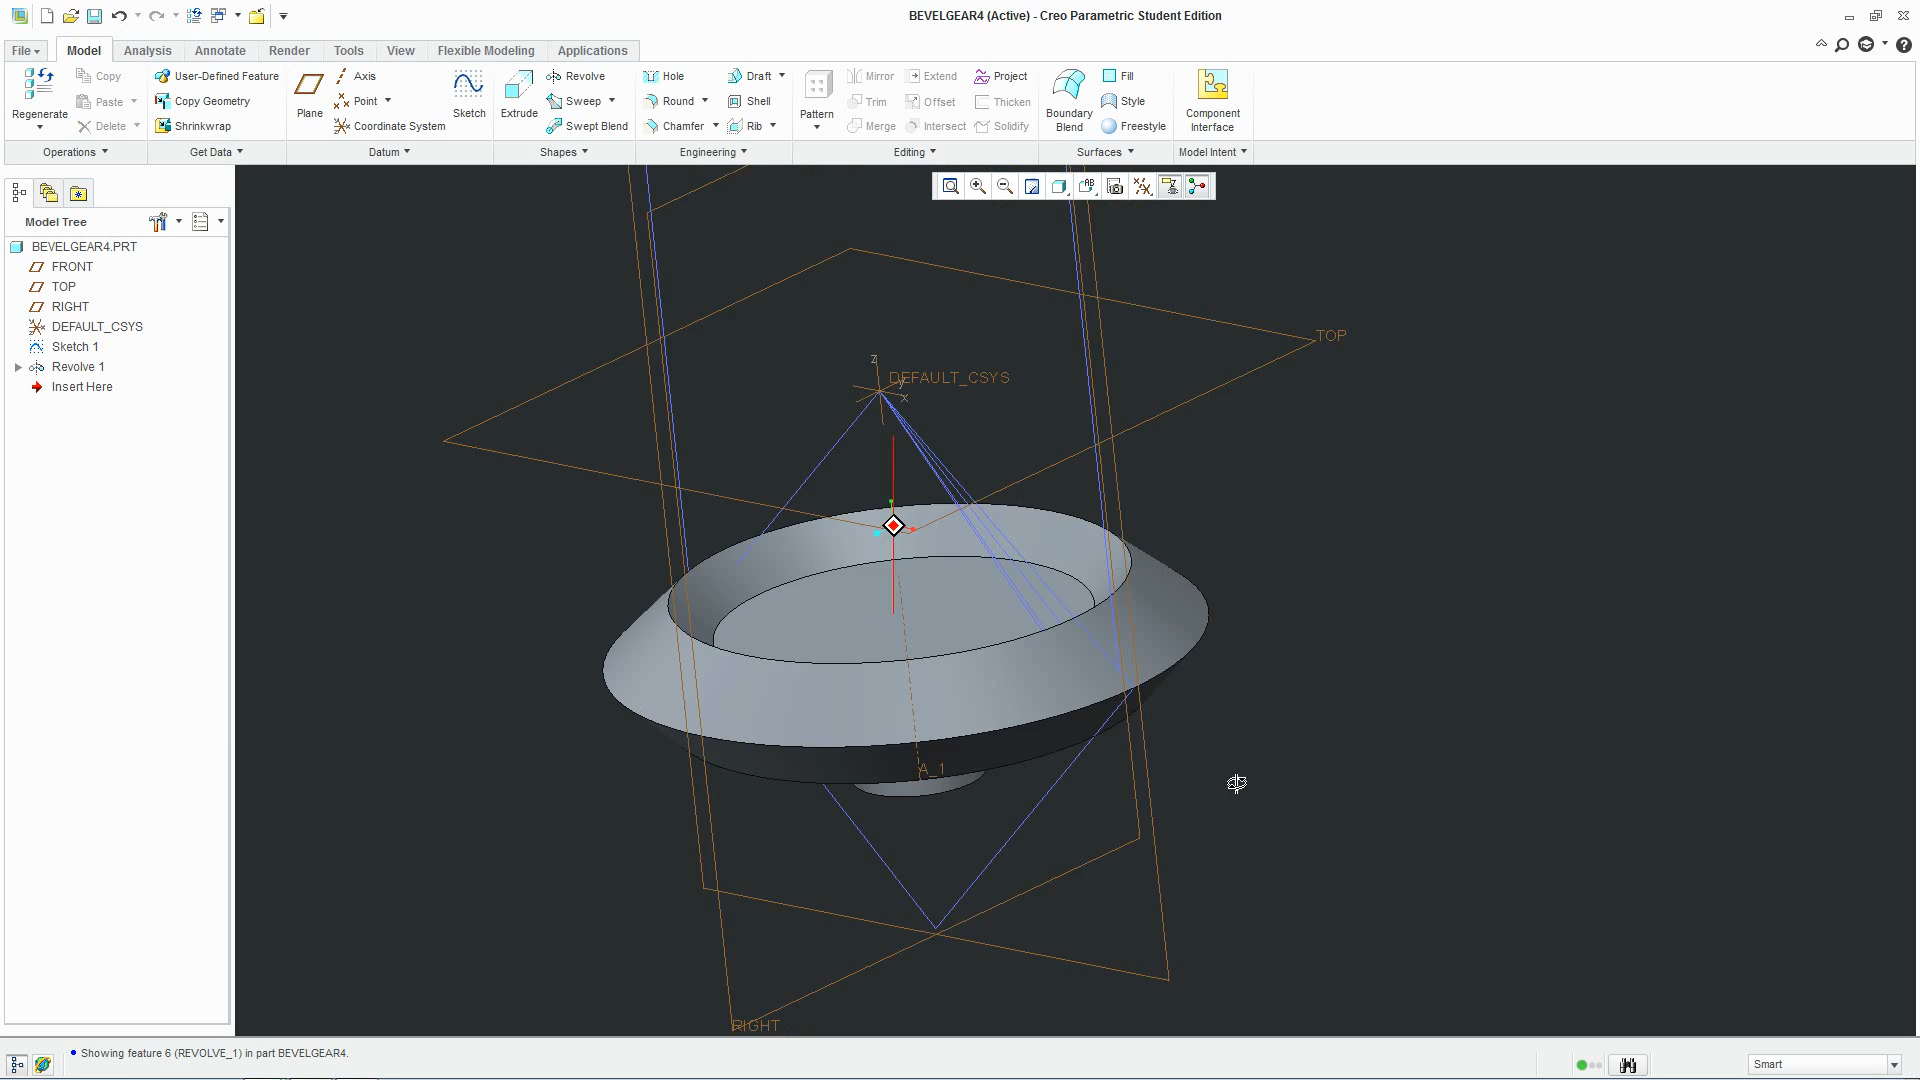 BEVELGEAR4 (Active) - Creo Parametric Student Edition
File Model Analysis Annotate Render Tools View Flexible Modeling Applications
Regenerate
Copy
Paste
Delete
Operations
User-Defined Feature
Copy Geometry
Shrinkwrap
Get Data
Plane
Axis
Point
Coordinate System
Sketch
Datum
Extrude
Revolve
Sweep
Swept Blend
Shapes
Hole
Round
Chamfer
Draft
Shell
Rib
Engineering
Pattern
Mirror
Trim
Merge
Extend
Offset
Intersect
Project
Thicken
Solidify
Editing
Boundary
Blend
Fill
Style
Freestyle
Surfaces
Component
Interface
Model Intent
Model Tree
BEVELGEAR4.PRT
FRONT
TOP
RIGHT
DEFAULT_CSYS
Sketch 1
Revolve 1
Insert Here
TOP
Z
DEFAULT_CSYS
y
X
A_1
RIGHT
Showing feature 6 (REVOLVE_1) in part BEVELGEAR4.
Smart